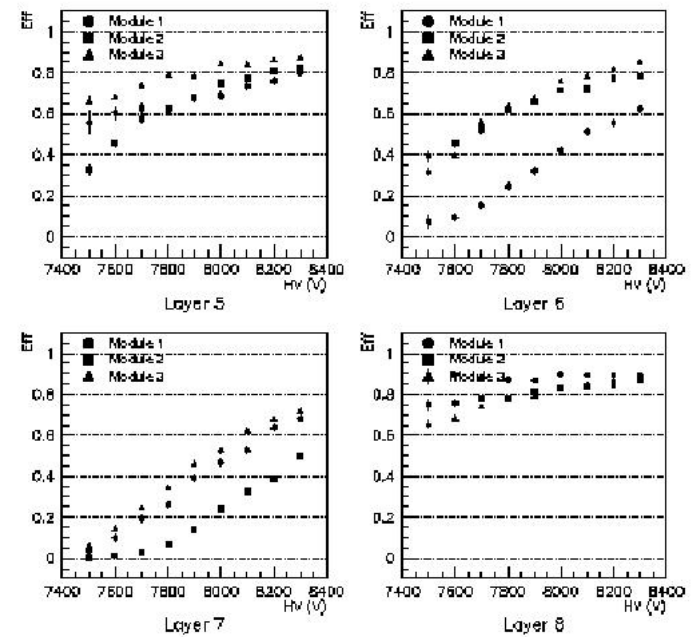 Eff
Module 1
Module 2
Module 3
1
0.8
0.6
0.4
0.2
0
7400 7600 7800 8000 8200 8400
HV (V)
Layer 5
Eff
Module 1
Module 2
Module 3
1
0.8
0.6
0.4
0.2
0
7400 7600 7800 8000 8200 8400
HV (V)
Layer 6
Eff
Module 1
Module 2
Module 3
1
0.8
0.6
0.4
0.2
0
7400 7600 7800 8000 8200 8400
HV (V)
Layer 7
Eff
Module 1
Module 2
Module 3
1
0.8
0.6
0.4
0.2
0
7400 7600 7800 8000 8200 8400
HV (V)
Layer 8